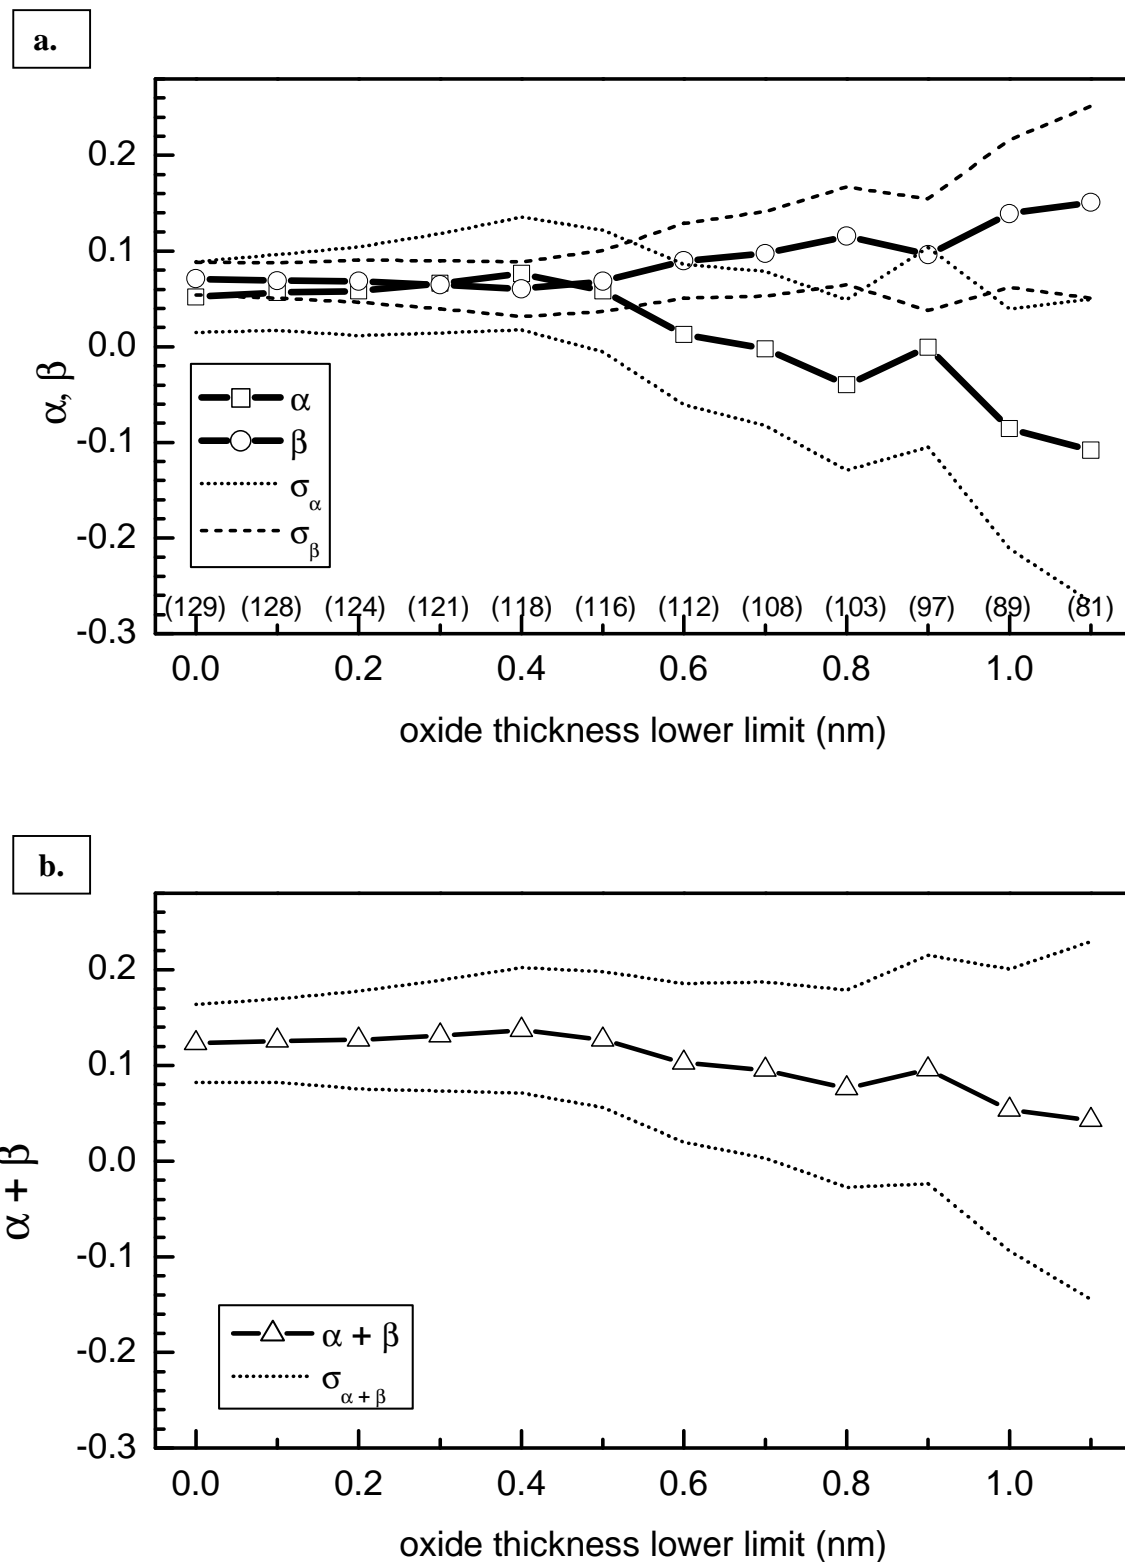 a.
0.2
0.1
0.0
-0.1
-0.2
-0.3
α, β
α
β
σα
σβ
(129) (128) (124) (121) (118) (116) (112) (108) (103) (97) (89) (81)
0.0 0.2 0.4 0.6 0.8 1.0
oxide thickness lower limit (nm)
b.
0.2
0.1
0.0
-0.1
-0.2
-0.3
α + β
α + β
σα + β
0.0 0.2 0.4 0.6 0.8 1.0
oxide thickness lower limit (nm)